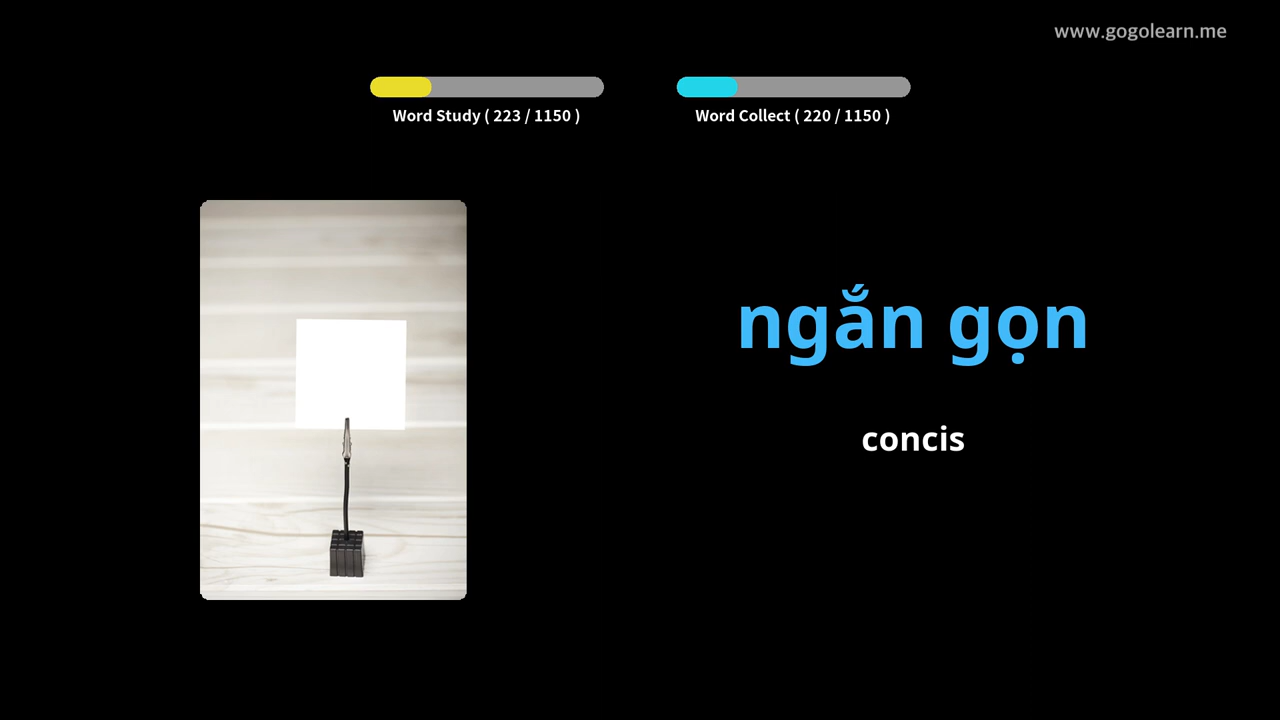 www.gogolearn.me
Word Study ( 223 / 1150 )
Word Collect ( 220 / 1150 )
ngắn gọn
concis